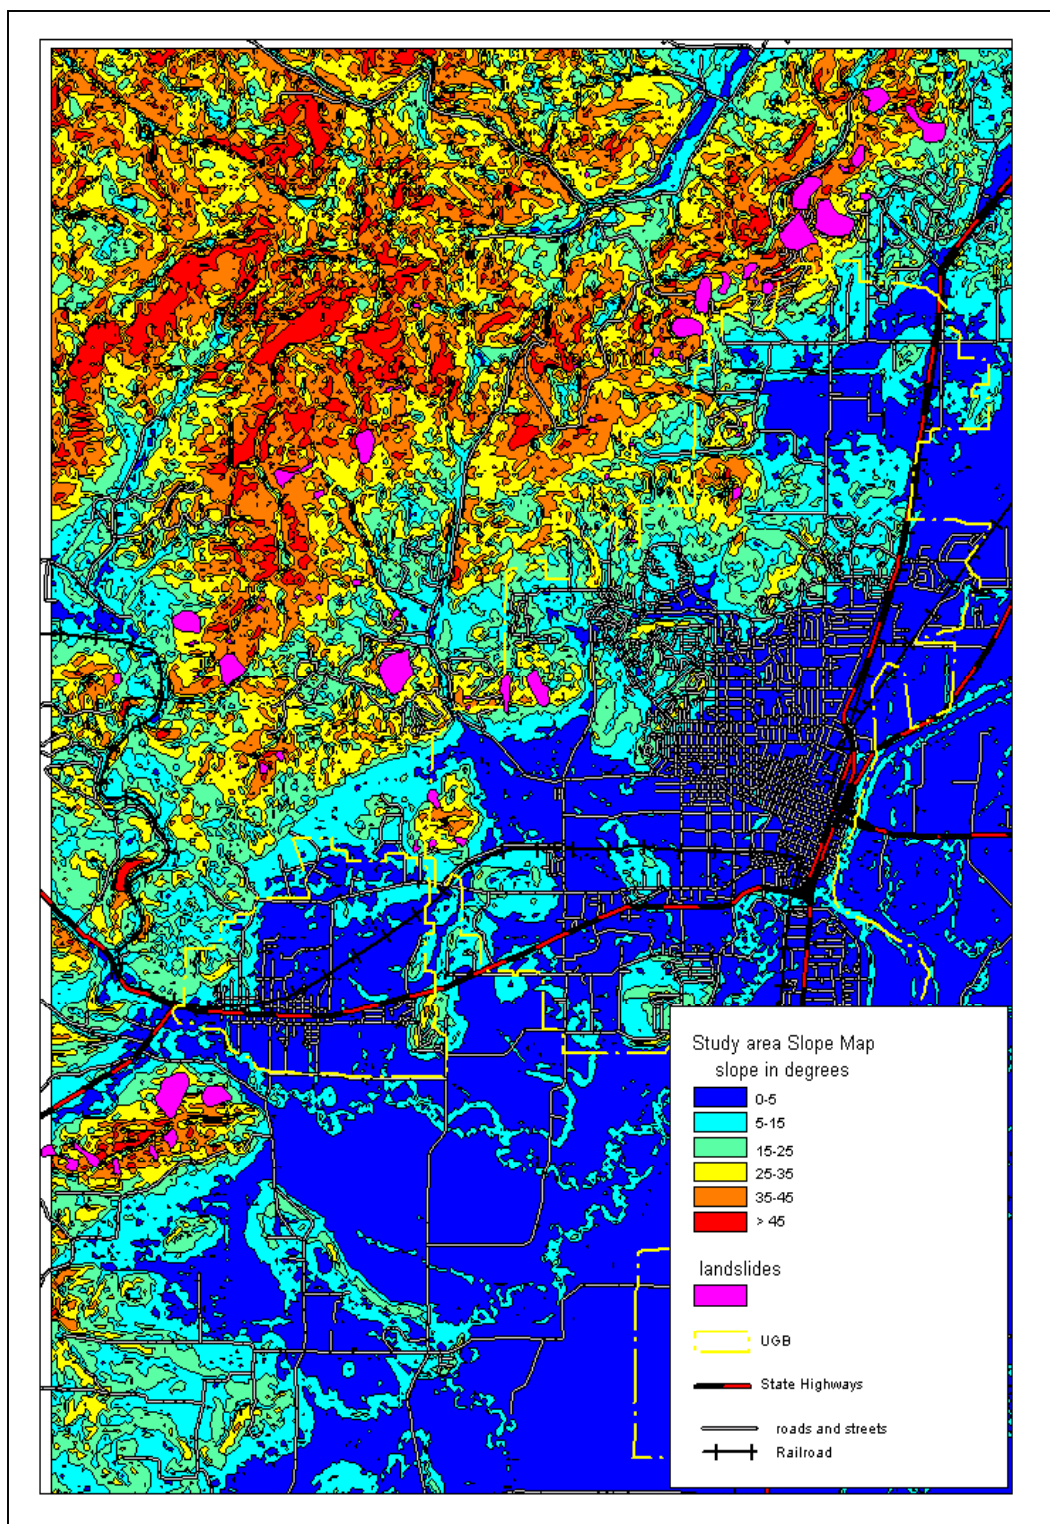 Study area Slope Map
slope in degrees
0-5
5-15
15-25
25-35
35-45
> 45
landslides
UGB
State Highways
roads and streets
Railroad